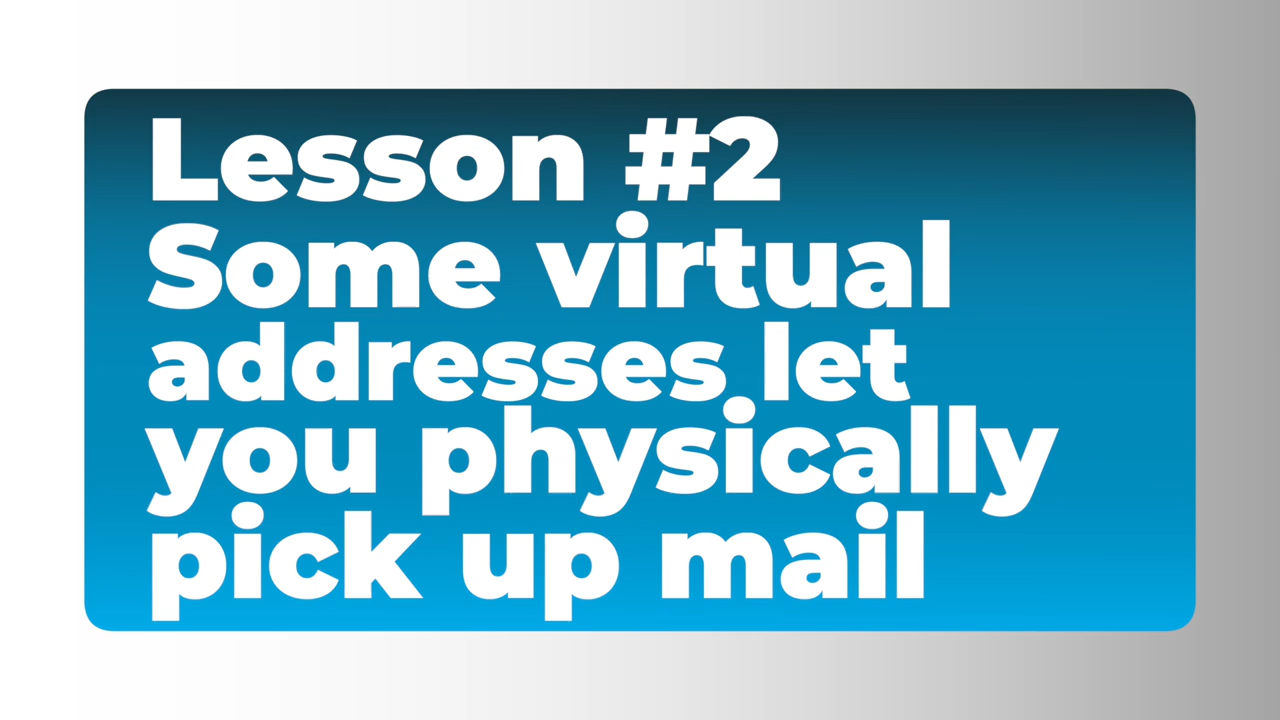 Lesson #2
Some virtual
addresses let
you physically
pick up mail